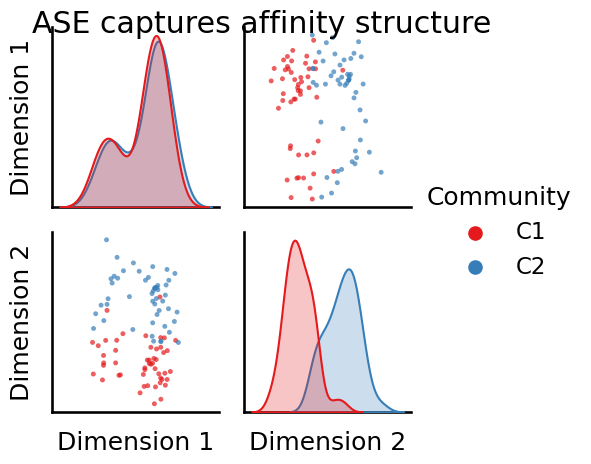 ASE captures affinity structure
Dimension 1
Community
C1
C2
Dimension 2
Dimension 1
Dimension 2